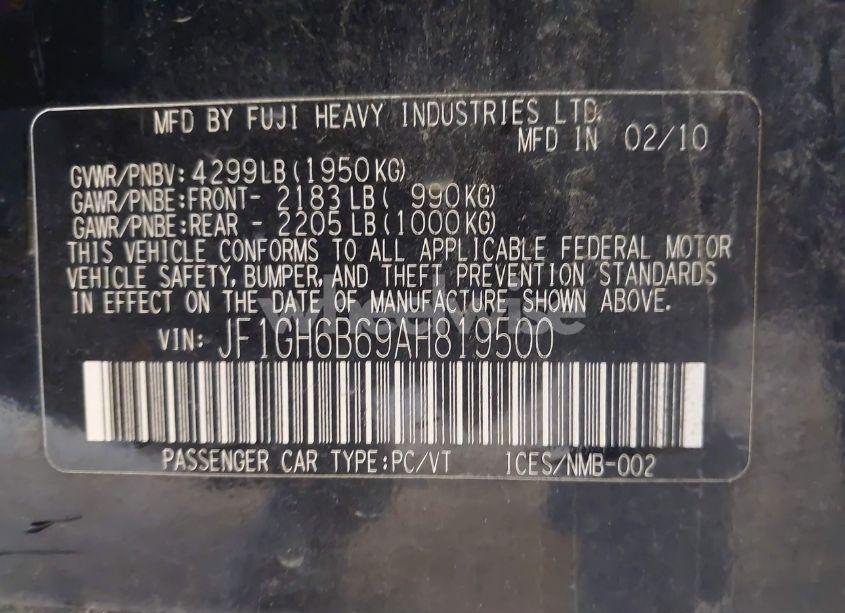 MFD BY FUJI HEAVY INDUSTRIES LTD.
MFD IN 02/10
GVWR/PNBV: 4299LB(1950KG)
GAWR/PNBE:FRONT- 2183LB( 990KG)
GAWR/PNBE:REAR - 2205LB(1000KG)
THIS VEHICLE CONFORMS TO ALL APPLICABLE FEDERAL MOTOR
VEHICLE SAFETY, BUMPER, AND THEFT PREVENTION STANDARDS
IN EFFECT ON THE DATE OF MANUFACTURE SHOWN ABOVE.
wheelwise
VIN: JF1GH6B69AH819500
PASSENGER CAR TYPE:PC/VT ICES/NMB-002